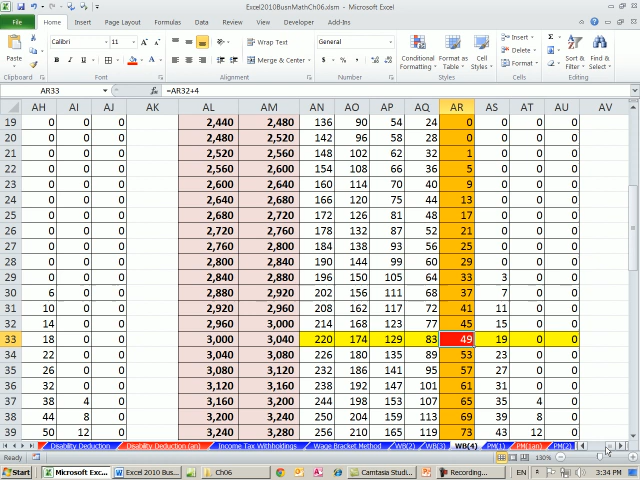 Excel2010BusnMathCh06.xlsm - Microsoft Excel
File Home Insert Page Layout Formulas Data Review View Developer Add-Ins
Calibri 11 Wrap Text General Insert Σ
Paste B I U Merge & Center $ % , Conditional Formatting Format as Table Cell Styles Delete Format Sort & Filter Find & Select
Clipboard Font Alignment Number Styles Cells Editing
AR33 fx =AR32+4
AH AI AJ AK AL AM AN AO AP AQ AR AS AT AU AV
19 0 0 0 2,440 2,480 136 90 54 24 0 0 0 0
20 0 0 0 2,480 2,520 142 96 58 28 0 0 0 0
21 0 0 0 2,520 2,560 148 102 62 32 1 0 0 0
22 0 0 0 2,560 2,600 154 108 66 36 5 0 0 0
23 0 0 0 2,600 2,640 160 114 70 40 9 0 0 0
24 0 0 0 2,640 2,680 166 120 75 44 13 0 0 0
25 0 0 0 2,680 2,720 172 126 81 48 17 0 0 0
26 0 0 0 2,720 2,760 178 132 87 52 21 0 0 0
27 0 0 0 2,760 2,800 184 138 93 56 25 0 0 0
28 0 0 0 2,800 2,840 190 144 99 60 29 0 0 0
29 0 0 0 2,840 2,880 196 150 105 64 33 3 0 0
30 6 0 0 2,880 2,920 202 156 111 68 37 7 0 0
31 10 0 0 2,920 2,960 208 162 117 72 41 11 0 0
32 14 0 0 2,960 3,000 214 168 123 77 45 15 0 0
33 18 0 0 3,000 3,040 220 174 129 83 49 19 0 0
34 22 0 0 3,040 3,080 226 180 135 89 53 23 0 0
35 26 0 0 3,080 3,120 232 186 141 95 57 27 0 0
36 32 0 0 3,120 3,160 238 192 147 101 61 31 0 0
37 38 4 0 3,160 3,200 244 198 153 107 65 35 4 0
38 44 8 0 3,200 3,240 250 204 159 113 69 39 8 0
39 50 12 0 3,240 3,280 256 210 165 119 73 43 12 0
Disability Deduction Disability Deduction (an) Income Tax Withholdings Wage Bracket Method WB(2) WB(3) WB(4) PM(1) PM(1an) PM(2)
Ready 130%
Start Microsoft Exc... Excel 2010 Bus... Ch06 Camtasia Studi... Recording... EN 3:34 PM